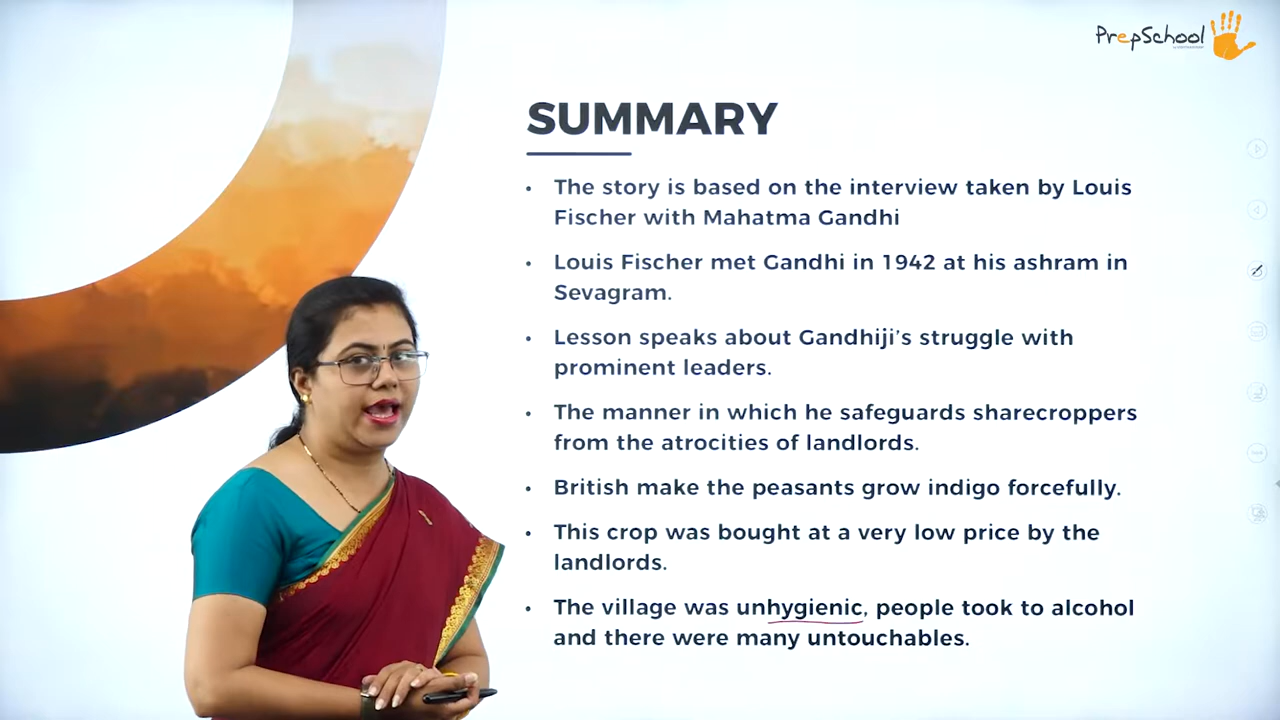 PrepSchool
SUMMARY
• The story is based on the interview taken by Louis
Fischer with Mahatma Gandhi
• Louis Fischer met Gandhi in 1942 at his ashram in
Sevagram.
• Lesson speaks about Gandhiji's struggle with
prominent leaders.
• The manner in which he safeguards sharecroppers
from the atrocities of landlords.
• British make the peasants grow indigo forcefully.
• This crop was bought at a very low price by the
landlords.
• The village was unhygienic, people took to alcohol
and there were many untouchables.